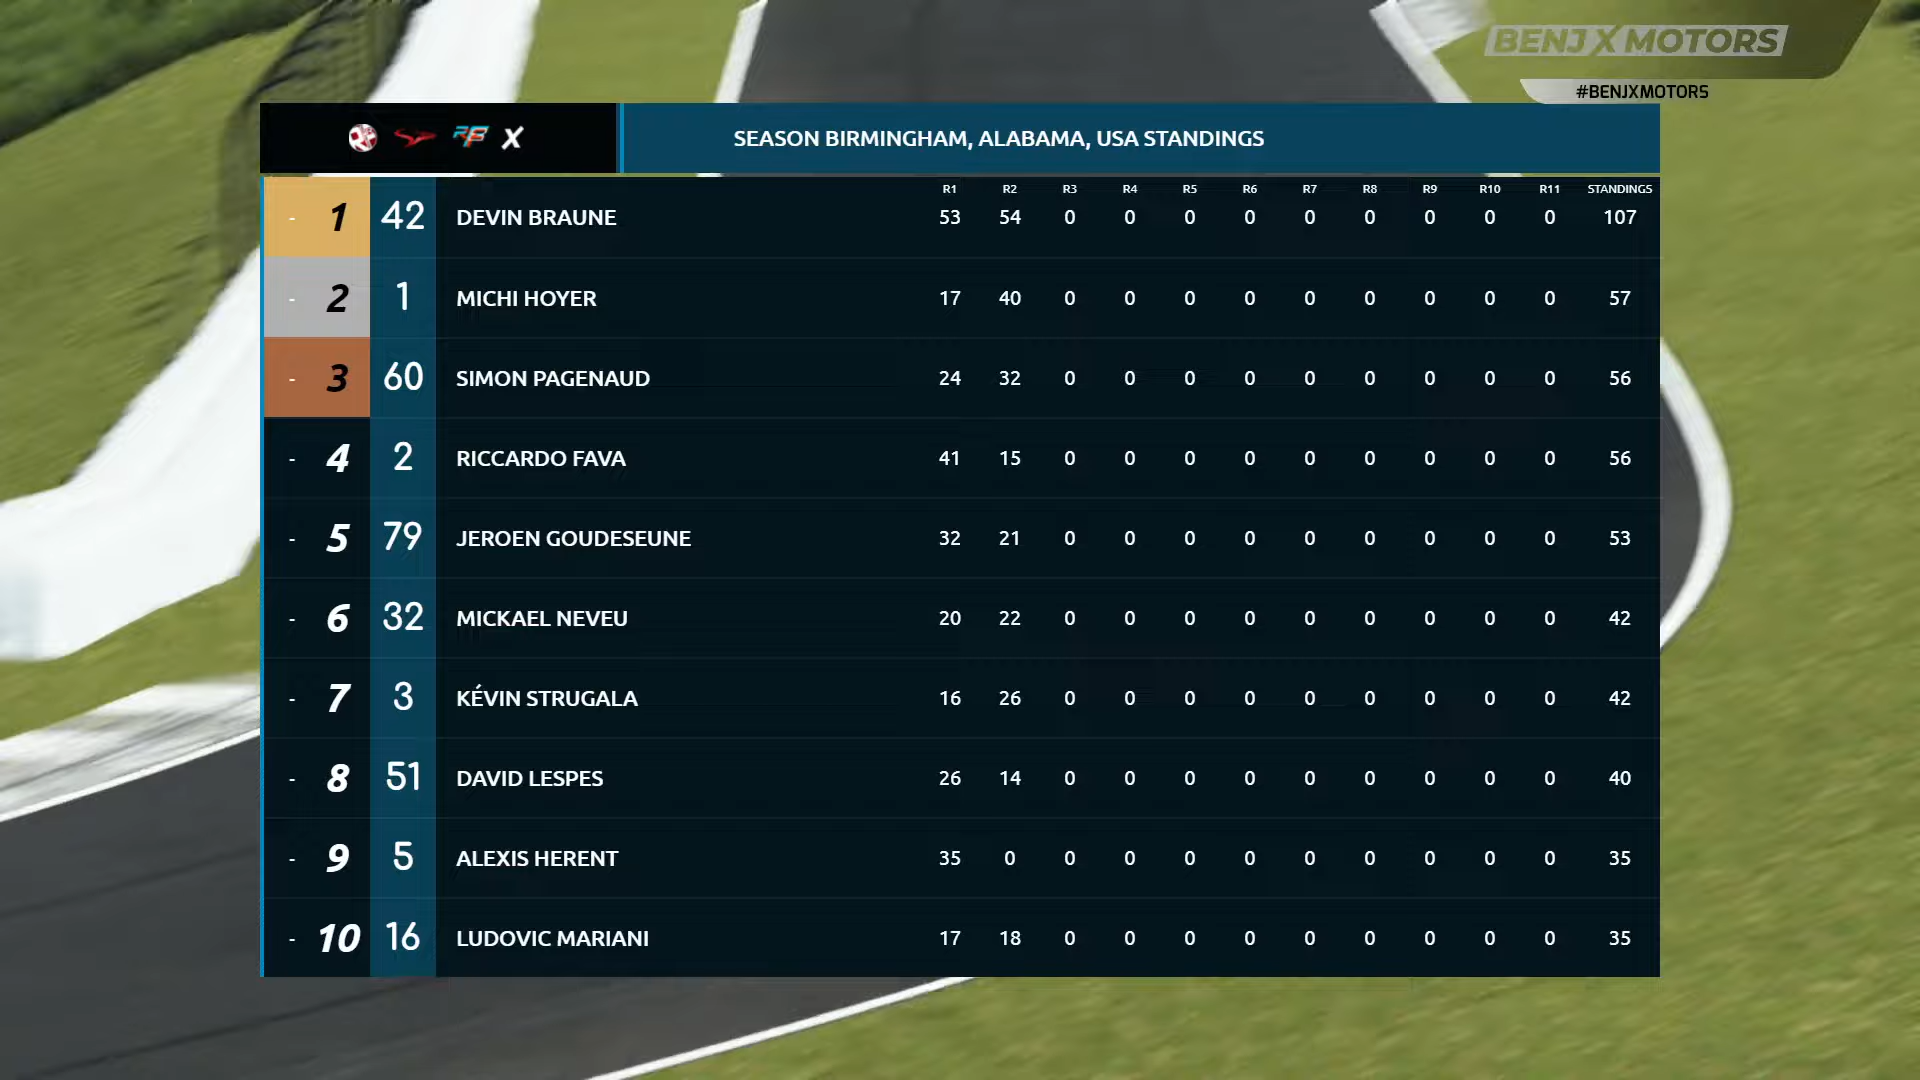 BENJ X MOTORS
#BENJXMOTORS
RF X
SEASON BIRMINGHAM, ALABAMA, USA STANDINGS
R1 R2 R3 R4 R5 R6 R7 R8 R9 R10 R11 STANDINGS
- 1 42 DEVIN BRAUNE 53 54 0 0 0 0 0 0 0 0 0 107
- 2 1 MICHI HOYER 17 40 0 0 0 0 0 0 0 0 0 57
- 3 60 SIMON PAGENAUD 24 32 0 0 0 0 0 0 0 0 0 56
- 4 2 RICCARDO FAVA 41 15 0 0 0 0 0 0 0 0 0 56
- 5 79 JEROEN GOUDESEUNE 32 21 0 0 0 0 0 0 0 0 0 53
- 6 32 MICKAEL NEVEU 20 22 0 0 0 0 0 0 0 0 0 42
- 7 3 KÉVIN STRUGALA 16 26 0 0 0 0 0 0 0 0 0 42
- 8 51 DAVID LESPES 26 14 0 0 0 0 0 0 0 0 0 40
- 9 5 ALEXIS HERENT 35 0 0 0 0 0 0 0 0 0 0 35
- 10 16 LUDOVIC MARIANI 17 18 0 0 0 0 0 0 0 0 0 35